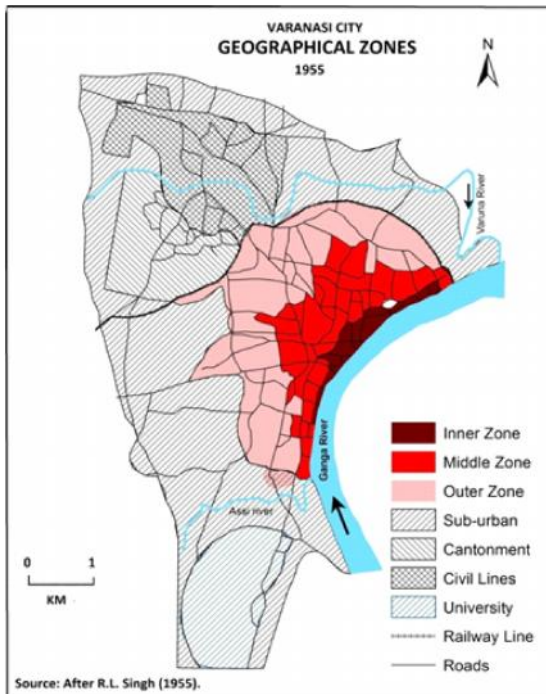 VARANASI CITY
GEOGRAPHICAL ZONES
1955
N
Varuna River
Ganga River
Assi river
Inner Zone
Middle Zone
Outer Zone
Sub-urban
Cantonment
Civil Lines
University
Railway Line
Roads
0 1
KM
Source: After R.L. Singh (1955).